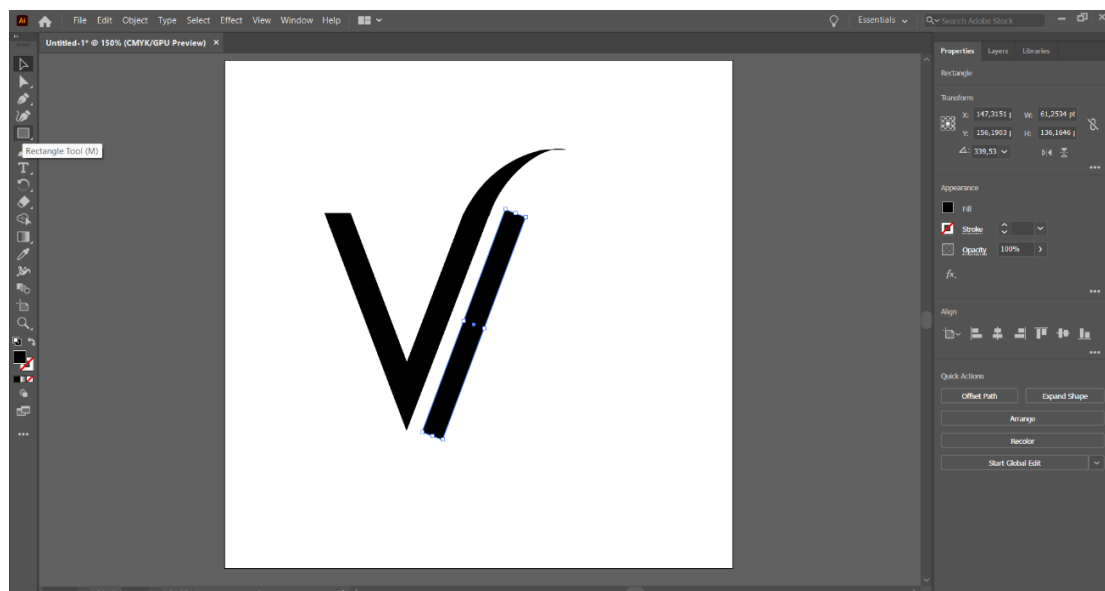 Ai File Edit Object Type Select Effect View Window Help Essentials Search Adobe Stock
Untitled-1* @ 150% (CMYK/GPU Preview) ×
Properties Layers Libraries
Rectangle
Transform
X: 147,3151 W: 61,2534 pt
Y: 156,1903 H: 136,1646
339,53
Rectangle Tool (M)
Appearance
Fill
Stroke
Opacity 100%
fx.
Align
Quick Actions
Offset Path Expand Shape
Arrange
Recolor
Start Global Edit